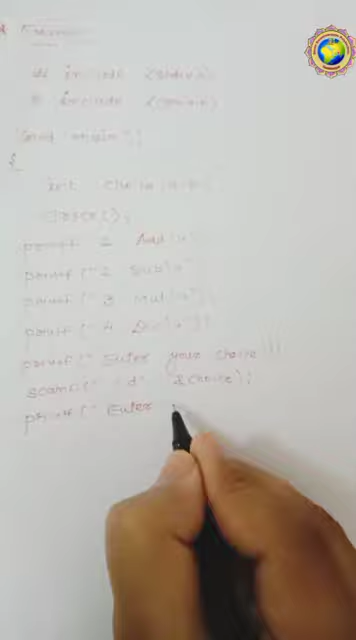 # include <stdio.h>
# include <conio.h>
void main()
{
int choice
clrscr();
printf 1 Add \n
printf(" 2 Sub \n"
printf(" 3 Mul \n"
printf(" 4 Div \n"
printf(" Enter your choice
scanf(" d" &choice);
printf(" Enter